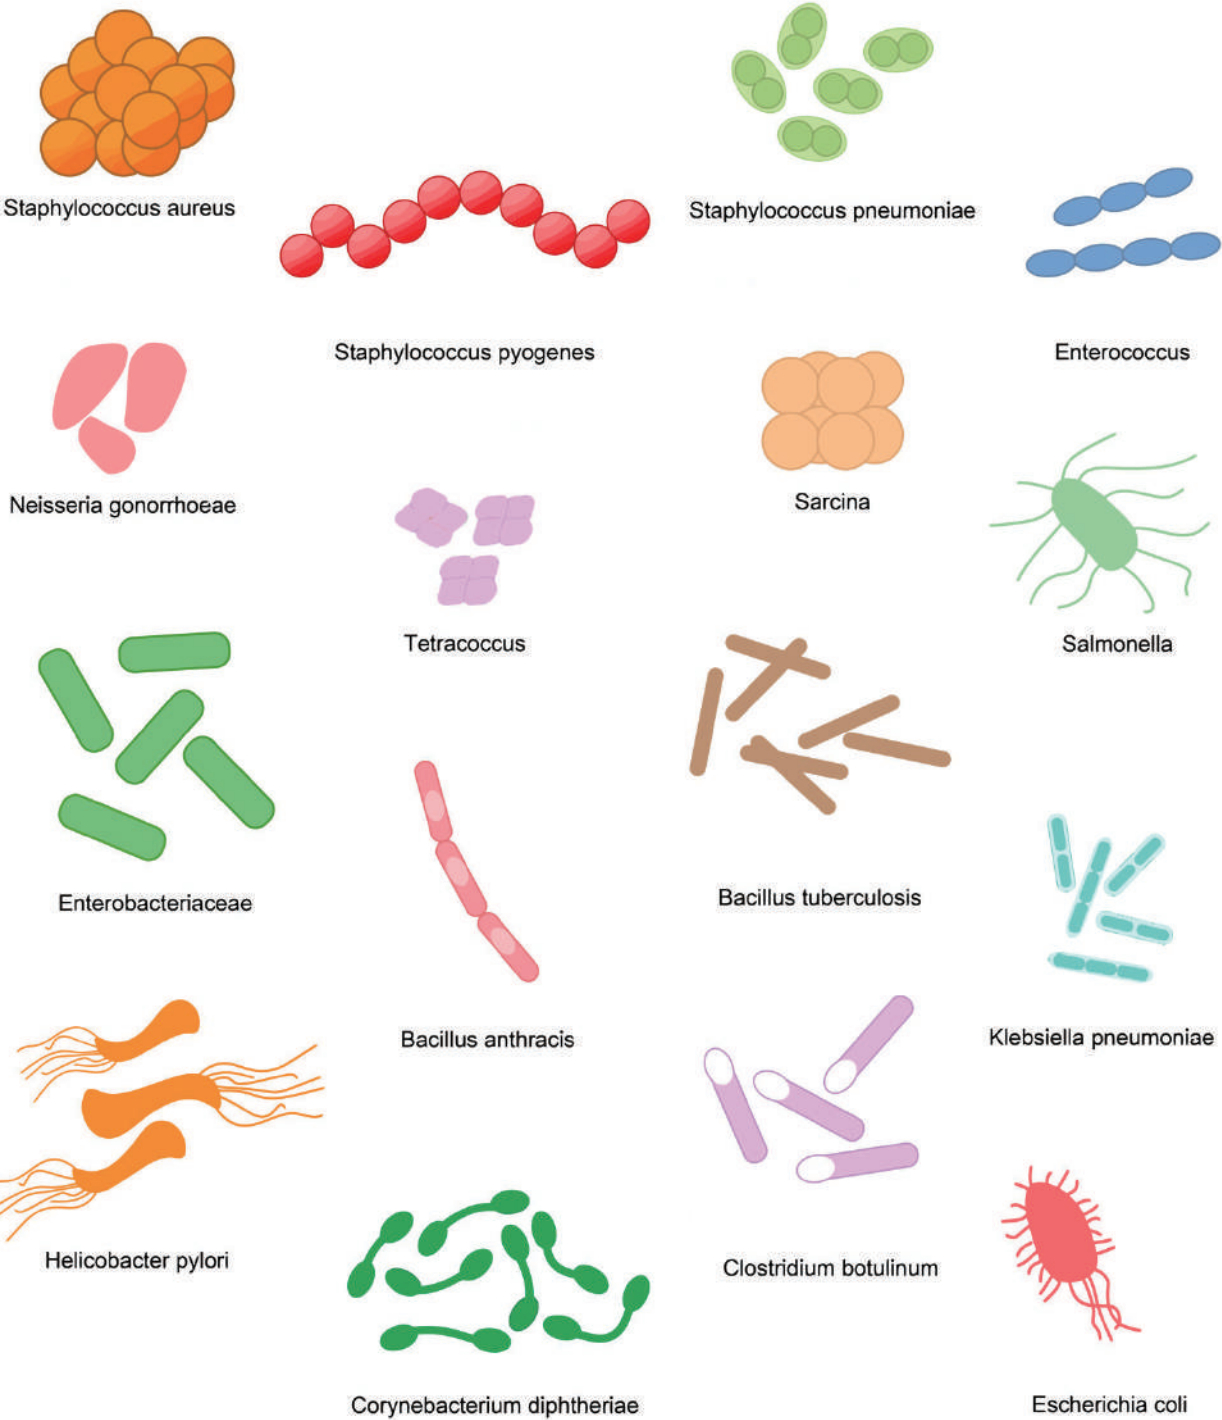 Staphylococcus aureus
Staphylococcus pneumoniae
Staphylococcus pyogenes
Enterococcus
Neisseria gonorrhoeae
Sarcina
Tetracoccus
Salmonella
Enterobacteriaceae
Bacillus tuberculosis
Bacillus anthracis
Klebsiella pneumoniae
Helicobacter pylori
Clostridium botulinum
Corynebacterium diphtheriae
Escherichia coli